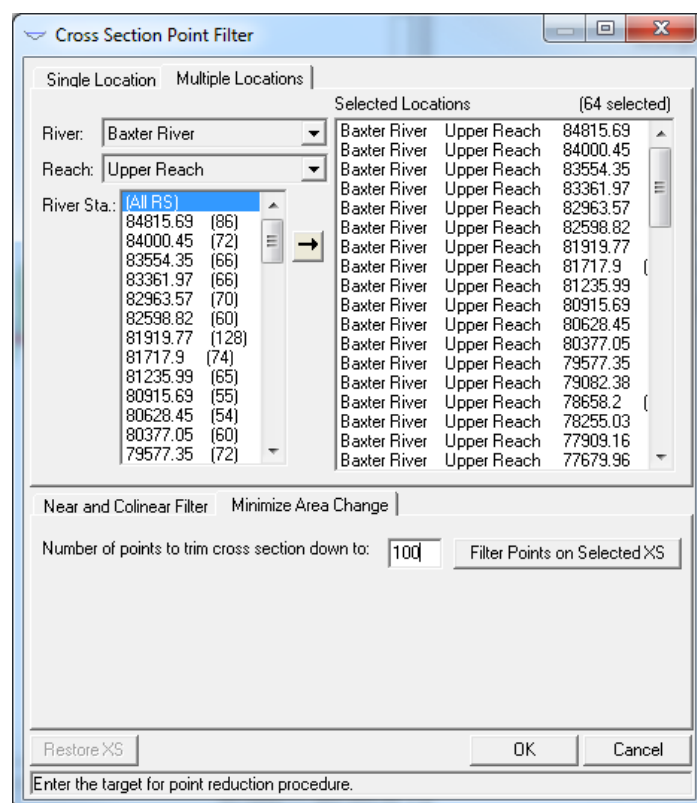 Cross Section Point Filter
Single Location Multiple Locations
Selected Locations (64 selected)
River: Baxter River
Reach: Upper Reach
River Sta.: (All RS)
84815.69 (86)
84000.45 (72)
83554.35 (66)
83361.97 (66)
82963.57 (70)
82598.82 (60)
81919.77 (128)
81717.9 (74)
81235.99 (65)
80915.69 (55)
80628.45 (54)
80377.05 (60)
79577.35 (72)
Baxter River Upper Reach 84815.69
Baxter River Upper Reach 84000.45
Baxter River Upper Reach 83554.35
Baxter River Upper Reach 83361.97
Baxter River Upper Reach 82963.57
Baxter River Upper Reach 82598.82
Baxter River Upper Reach 81919.77
Baxter River Upper Reach 81717.9 (
Baxter River Upper Reach 81235.99
Baxter River Upper Reach 80915.69
Baxter River Upper Reach 80628.45
Baxter River Upper Reach 80377.05
Baxter River Upper Reach 79577.35
Baxter River Upper Reach 79082.38
Baxter River Upper Reach 78658.2 (
Baxter River Upper Reach 78255.03
Baxter River Upper Reach 77909.16
Baxter River Upper Reach 77679.96
Near and Colinear Filter Minimize Area Change
Number of points to trim cross section down to: 100 Filter Points on Selected XS
Restore XS OK Cancel
Enter the target for point reduction procedure.